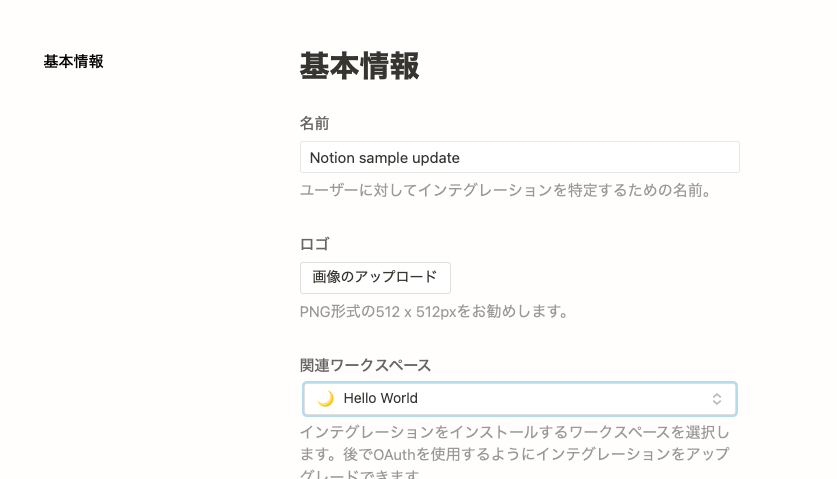 基本情報
基本情報
名前
Notion sample update
ユーザーに対してインテグレーションを特定するための名前。
ロゴ
画像のアップロード
PNG形式の512 x 512pxをお勧めします。
関連ワークスペース
🌙 Hello World
インテグレーションをインストールするワークスペースを選択し
ます。後でOAuthを使用するようにインテグレーションをアップ
グレードできます